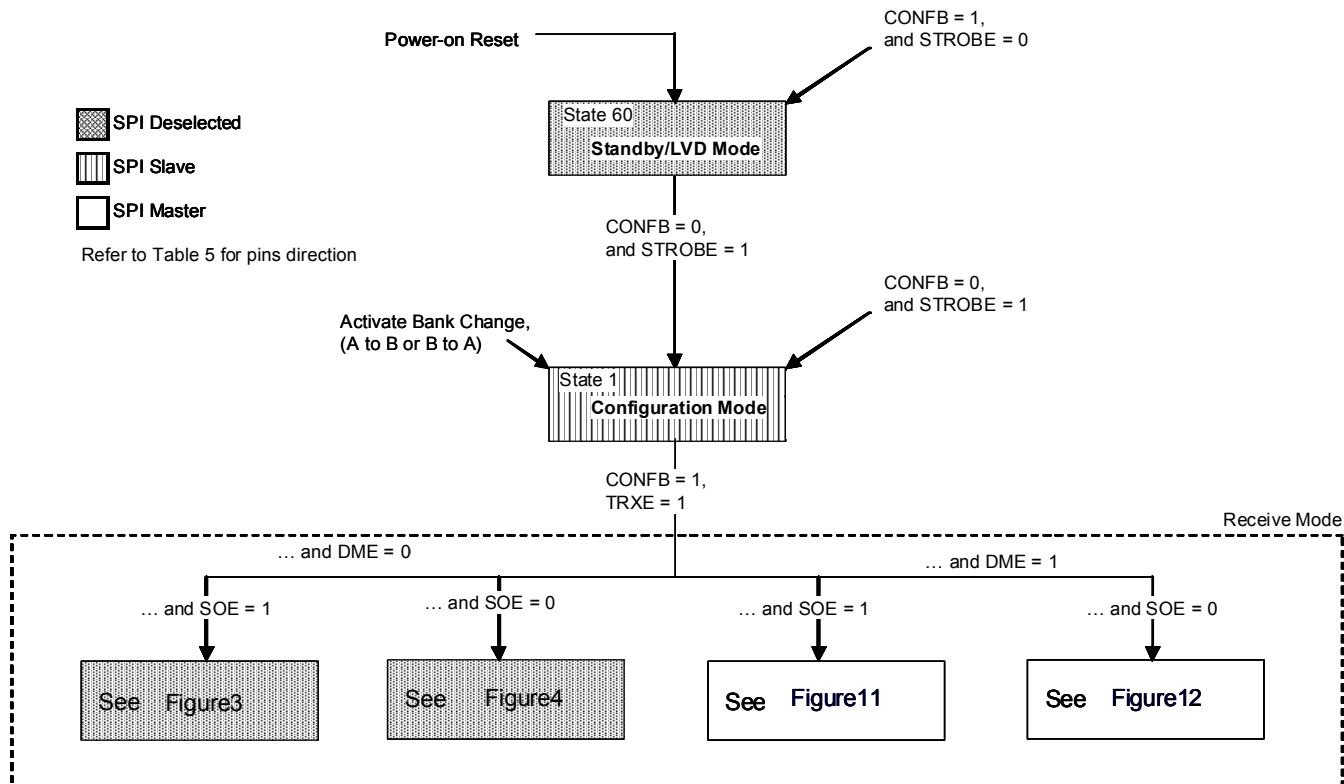 Power-on Reset
CONFB = 1,
and STROBE = 0
SPI Deselected
SPI Slave
SPI Master
Refer to Table 5 for pins direction
State 60
Standby/LVD Mode
CONFB = 0,
and STROBE = 1
CONFB = 0,
and STROBE = 1
Activate Bank Change,
(A to B or B to A)
State 1
Configuration Mode
CONFB = 1,
TRXE = 1
Receive Mode
… and DME = 0
… and DME = 1
… and SOE = 1
… and SOE = 0
… and SOE = 1
… and SOE = 0
See Figure3
See Figure4
See Figure11
See Figure12